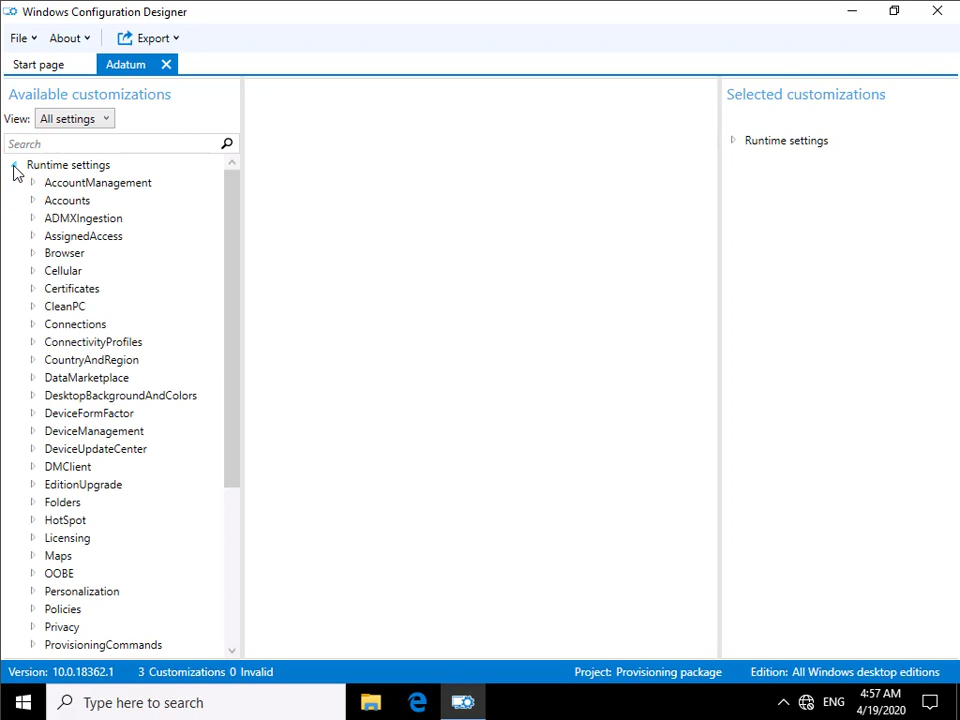 Windows Configuration Designer
File
About
Export
Start page
Adatum
Available customizations
View: All settings
Search
Runtime settings
AccountManagement
Accounts
ADMXIngestion
AssignedAccess
Browser
Cellular
Certificates
CleanPC
Connections
ConnectivityProfiles
CountryAndRegion
DataMarketplace
DesktopBackgroundAndColors
DeviceFormFactor
DeviceManagement
DeviceUpdateCenter
DMClient
EditionUpgrade
Folders
HotSpot
Licensing
Maps
OOBE
Personalization
Policies
Privacy
ProvisioningCommands
Selected customizations
Runtime settings
Version: 10.0.18362.1 3 Customizations 0 Invalid Project: Provisioning package Edition: All Windows desktop editions
Type here to search
ENG
4:57 AM
4/19/2020